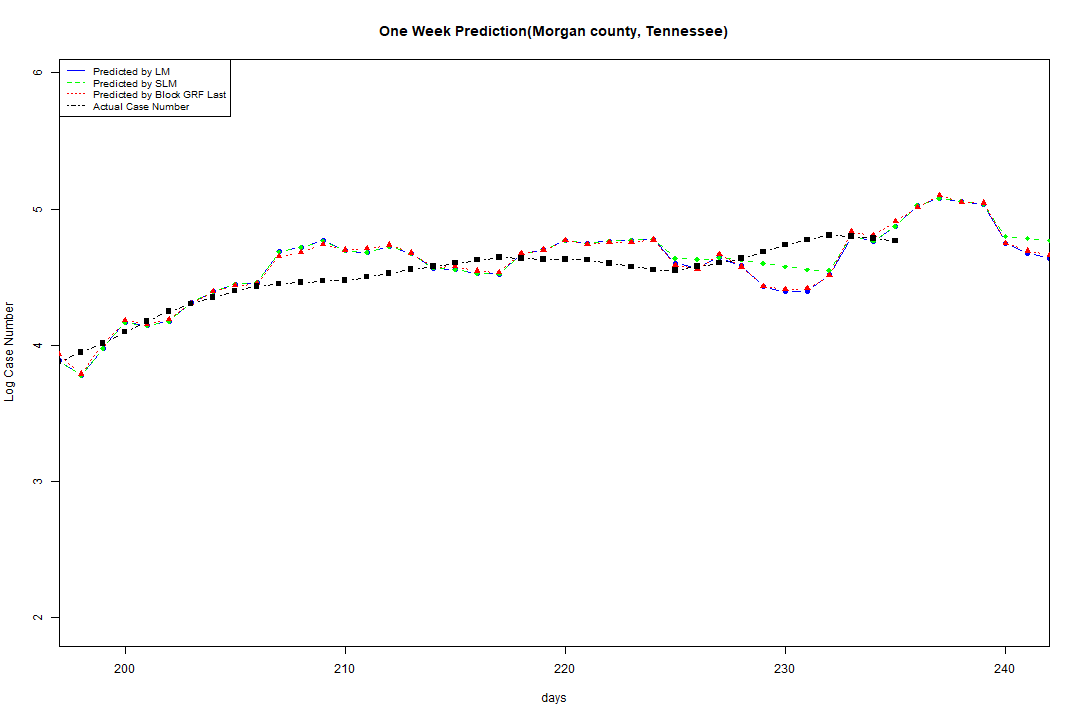 One Week Prediction(Morgan county, Tennessee)
Predicted by LM
Predicted by SLM
Predicted by Block GRF Last
Actual Case Number
6
5
4
3
2
Log Case Number
200 210 220 230 240
days